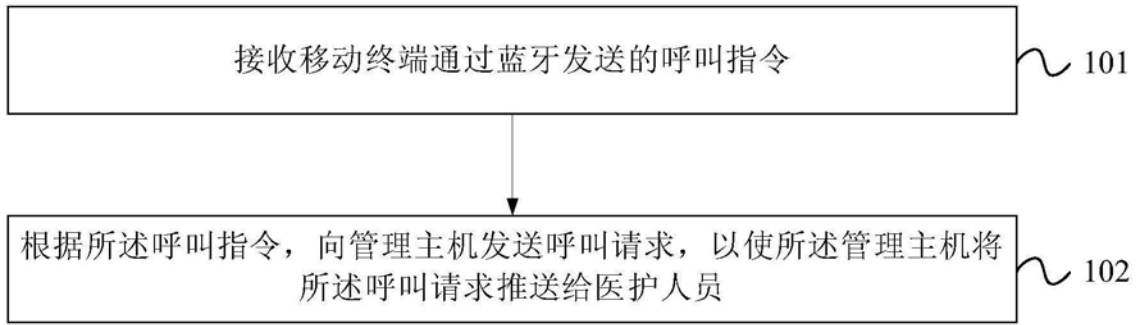 接收移动终端通过蓝牙发送的呼叫指令
101
根据所述呼叫指令，向管理主机发送呼叫请求，以使所述管理主机将
所述呼叫请求推送给医护人员
102